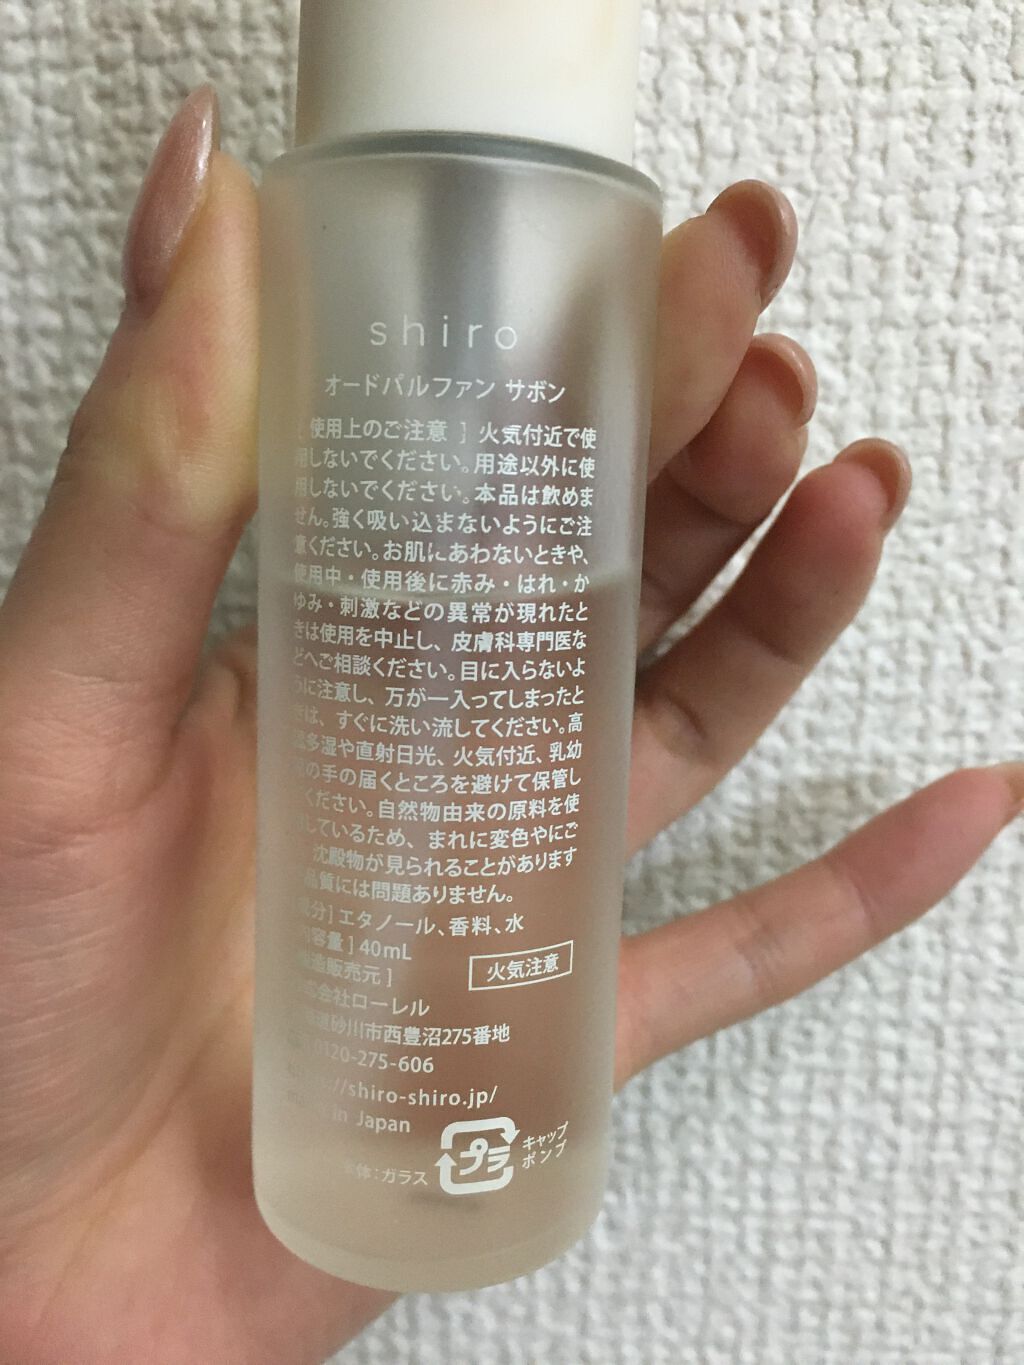 shiro
オードパルファン サボン
使用上のご注意 ] 火気付近で使
用しないでください。用途以外に使
用しないでください。本品は飲めま
せん。強く吸い込まないようにご注
意ください。お肌にあわないときや、
使用中・使用後に赤み・はれ・か
ゆみ・刺激などの異常が現れたと
きは使用を中止し、皮膚科専門医な
どへご相談ください。目に入らないよ
うに注意し、万が一入ってしまったと
きは、すぐに洗い流してください。高
温多湿や直射日光、火気付近、乳幼
の手の届くところを避けて保管し
ください。自然物由来の原料を使
しているため、まれに変色やにご
沈殿物が見られることがあります
品質には問題ありません。
成分] エタノール、香料、水
容量 ] 40mL
造販売元 ]
火気注意
会社ローレル
砂川市西豊沼275番地
0120-275-606
//shiro-shiro.jp/
in Japan
体：ガラス
プラ
キャップ
ポンプ